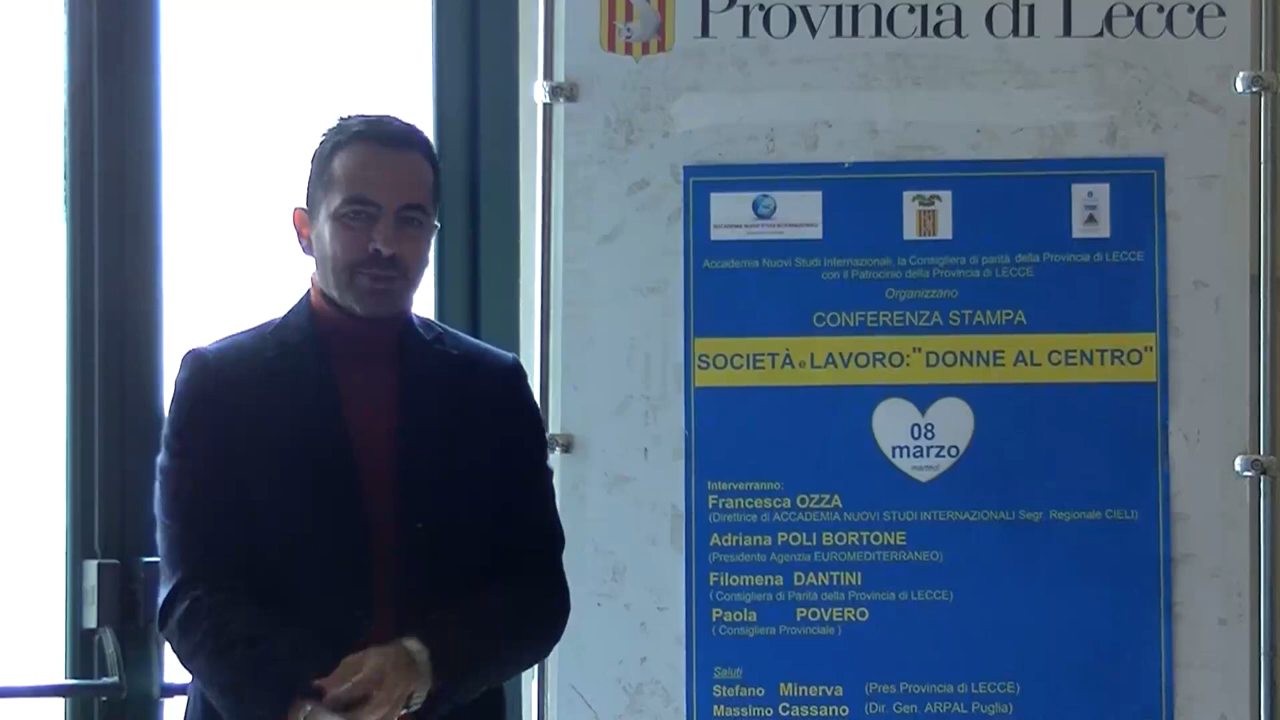 Provincia di Lecce
ACCADEMIA NUOVI STUDI INTERNAZIONALI
Accademia Nuovi Studi Internazionali, la Consigliera di parità della Provincia di LECCE
con il Patrocinio della Provincia di LECCE
Organizzano
CONFERENZA STAMPA
SOCIETÀ e LAVORO: "DONNE AL CENTRO"
08
marzo
Interverranno:
Francesca OZZA
(Direttrice di ACCADEMIA NUOVI STUDI INTERNAZIONALI Segr. Regionale CIELI)
Adriana POLI BORTONE
(Presidente Agenzia EUROMEDITERRANEO)
Filomena DANTINI
(Consigliera di Parità della Provincia di LECCE)
Paola POVERO
( Consigliera Provinciale )
Saluti
Stefano Minerva (Pres.Provincia di LECCE)
Massimo Cassano (Dir. Gen. ARPAL Puglia)